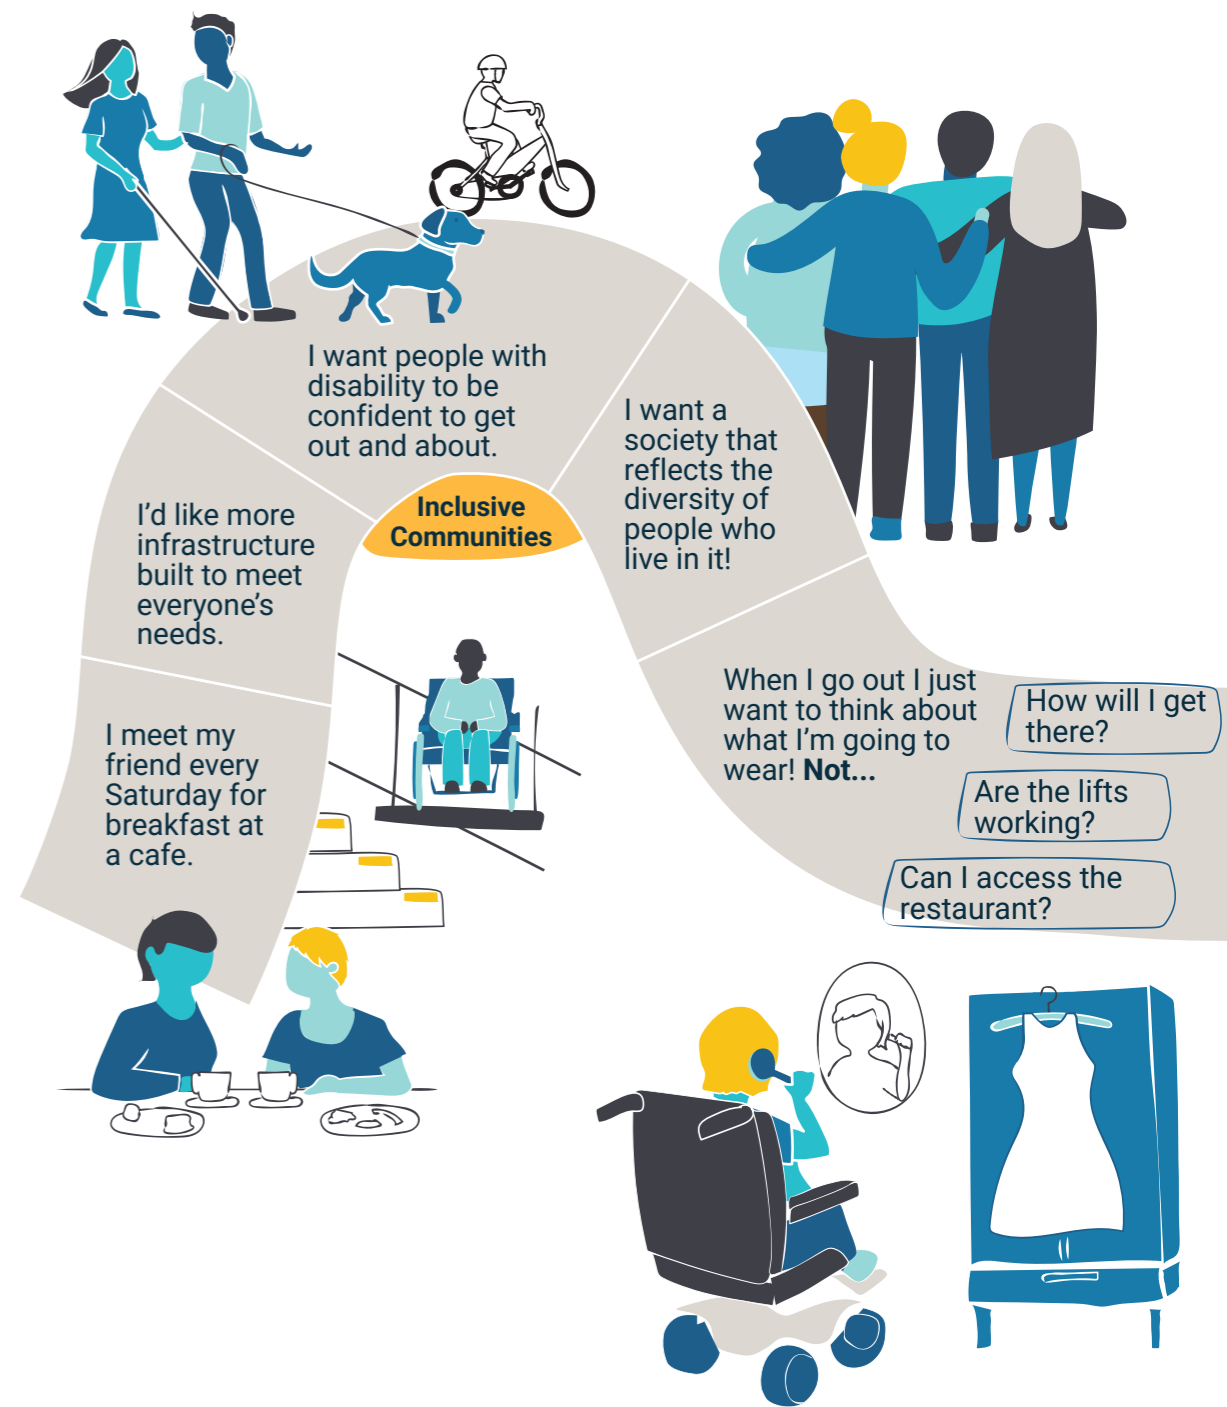 I want people with
disability to be
confident to get
out and about.
I want a
society that
reflects the
diversity of
people who
live in it!
Inclusive
Communities
I’d like more
infrastructure
built to meet
everyone’s
needs.
I meet my
friend every
Saturday for
breakfast at
a cafe.
When I go out I just
want to think about
what I’m going to
wear! Not...
How will I get
there?
Are the lifts
working?
Can I access the
restaurant?